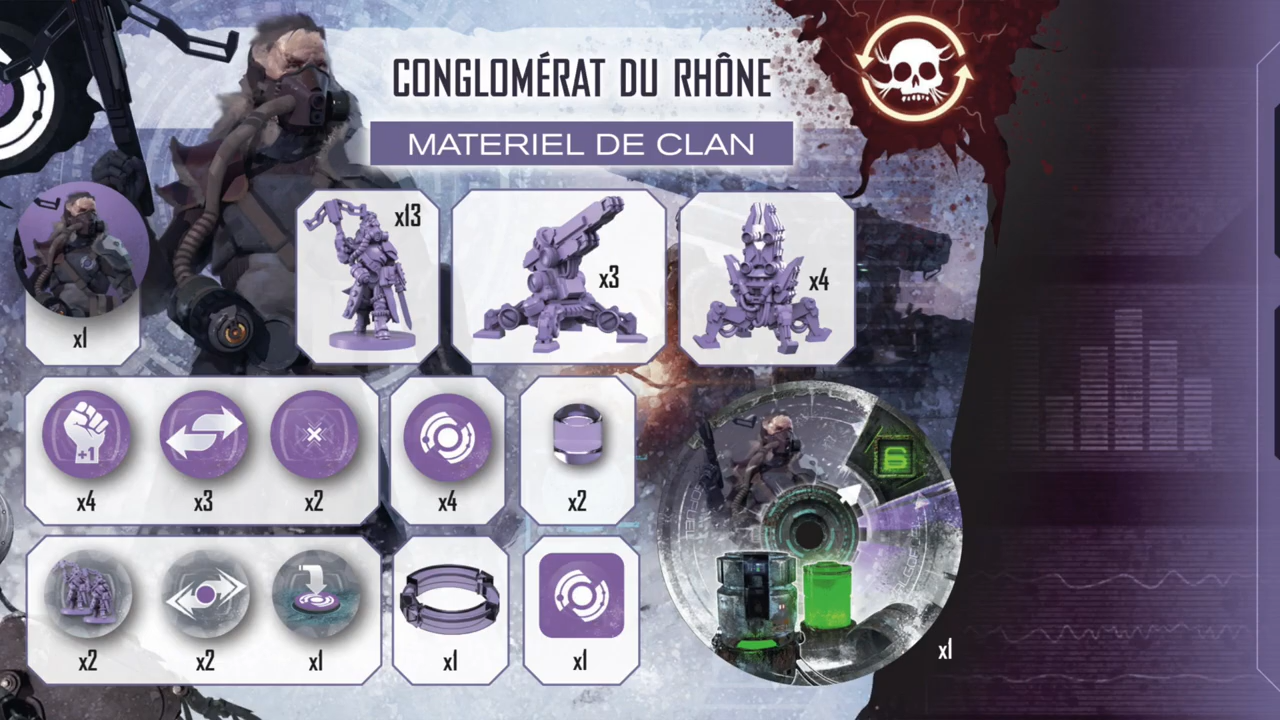 CONGLOMÉRAT DU RHÔNE
MATERIEL DE CLAN
x1
x13
x3
x4
+1
x4
x3
x2
x4
x2
6
x2
x2
x1
x1
x1
x1